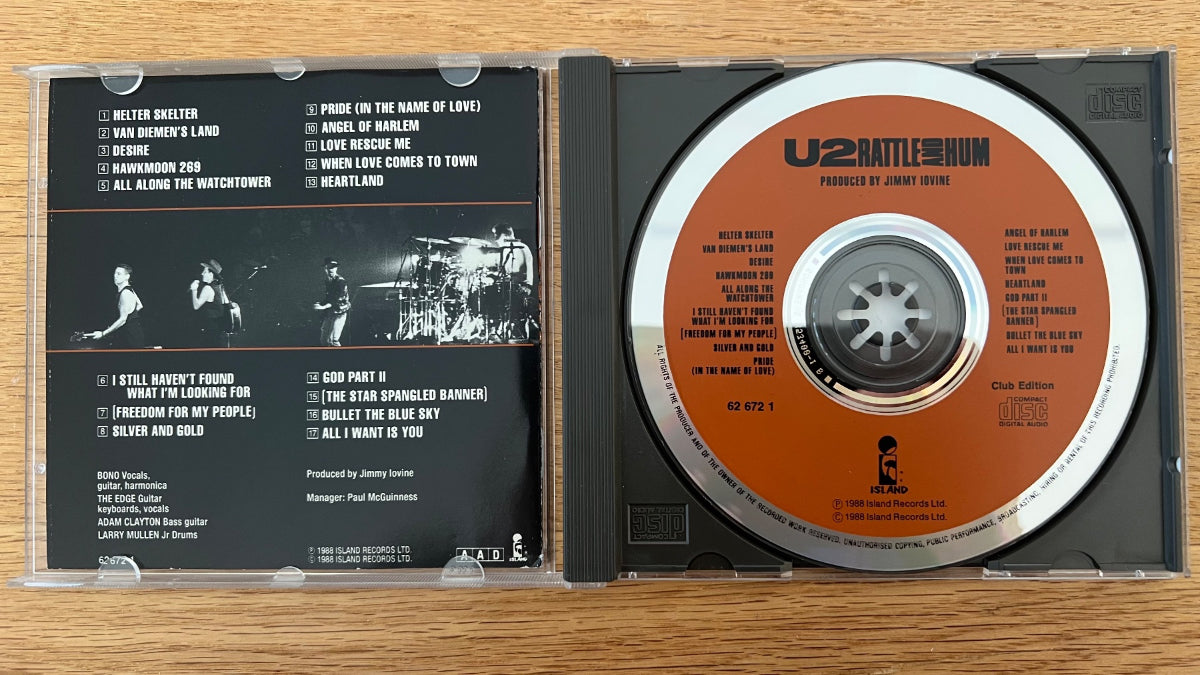 1 HELTER SKELTER
2 VAN DIEMEN'S LAND
3 DESIRE
4 HAWKMOON 269
5 ALL ALONG THE WATCHTOWER
9 PRIDE (IN THE NAME OF LOVE)
10 ANGEL OF HARLEM
11 LOVE RESCUE ME
12 WHEN LOVE COMES TO TOWN
13 HEARTLAND
6 I STILL HAVEN'T FOUND
WHAT I'M LOOKING FOR
7 (FREEDOM FOR MY PEOPLE)
8 SILVER AND GOLD
14 GOD PART II
15 (THE STAR SPANGLED BANNER)
16 BULLET THE BLUE SKY
17 ALL I WANT IS YOU
BONO Vocals,
guitar, harmonica
THE EDGE Guitar
keyboards, vocals
ADAM CLAYTON Bass guitar
LARRY MULLEN Jr Drums
Produced by Jimmy Iovine
Manager: Paul McGuinness
62672 1
℗ 1988 ISLAND RECORDS LTD.
© 1988 ISLAND RECORDS LTD.
A A D
ISLAND
COMPACT
disc
DIGITAL AUDIO
U2 RATTLE AND HUM
PRODUCED BY JIMMY IOVINE
HELTER SKELTER
VAN DIEMEN'S LAND
DESIRE
HAWKMOON 269
ALL ALONG THE
WATCHTOWER
I STILL HAVEN'T FOUND
WHAT I'M LOOKING FOR
(FREEDOM FOR MY PEOPLE)
SILVER AND GOLD
PRIDE
(IN THE NAME OF LOVE)
62 672 1
ANGEL OF HARLEM
LOVE RESCUE ME
WHEN LOVE COMES TO
TOWN
HEARTLAND
GOD PART II
(THE STAR SPANGLED
BANNER)
BULLET THE BLUE SKY
ALL I WANT IS YOU
Club Edition
COMPACT
disc
DIGITAL AUDIO
ISLAND
℗ 1988 Island Records Ltd.
© 1988 Island Records Ltd.
ALL RIGHTS OF THE PRODUCER AND OF THE OWNER OF THE RECORDED WORK RESERVED. UNAUTHORISED COPYING, PUBLIC PERFORMANCE, BROADCASTING, HIRING OR RENTAL OF THIS RECORDING PROHIBITED.
COMPACT
disc
DIGITAL AUDIO